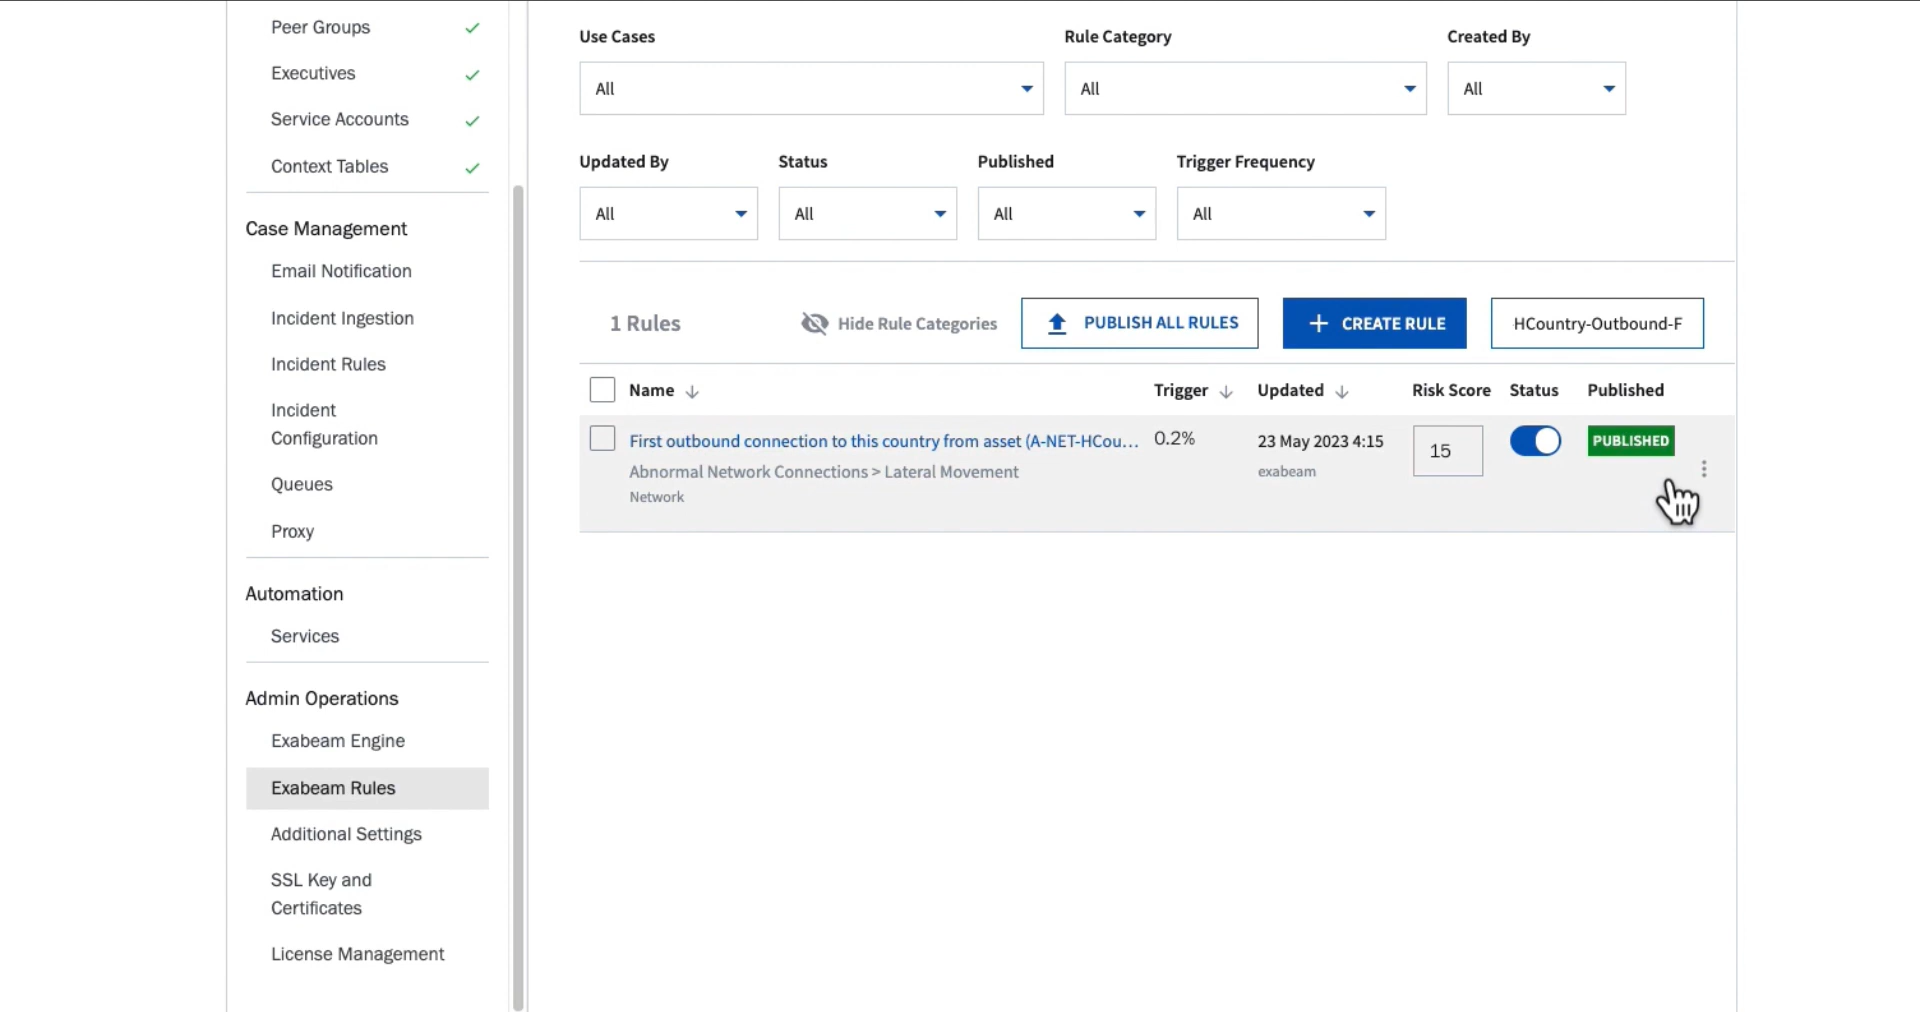 Peer Groups
Executives
Service Accounts
Context Tables
Case Management
Email Notification
Incident Ingestion
Incident Rules
Incident
Configuration
Queues
Proxy
Automation
Services
Admin Operations
Exabeam Engine
Exabeam Rules
Additional Settings
SSL Key and
Certificates
License Management
Use Cases Rule Category Created By
All All All
Updated By Status Published Trigger Frequency
All All All All
1 Rules Hide Rule Categories PUBLISH ALL RULES CREATE RULE HCountry-Outbound-F
Name Trigger Updated Risk Score Status Published
First outbound connection to this country from asset (A-NET-HCou... 0.2% 23 May 2023 4:15 15 PUBLISHED
Abnormal Network Connections > Lateral Movement exabeam
Network